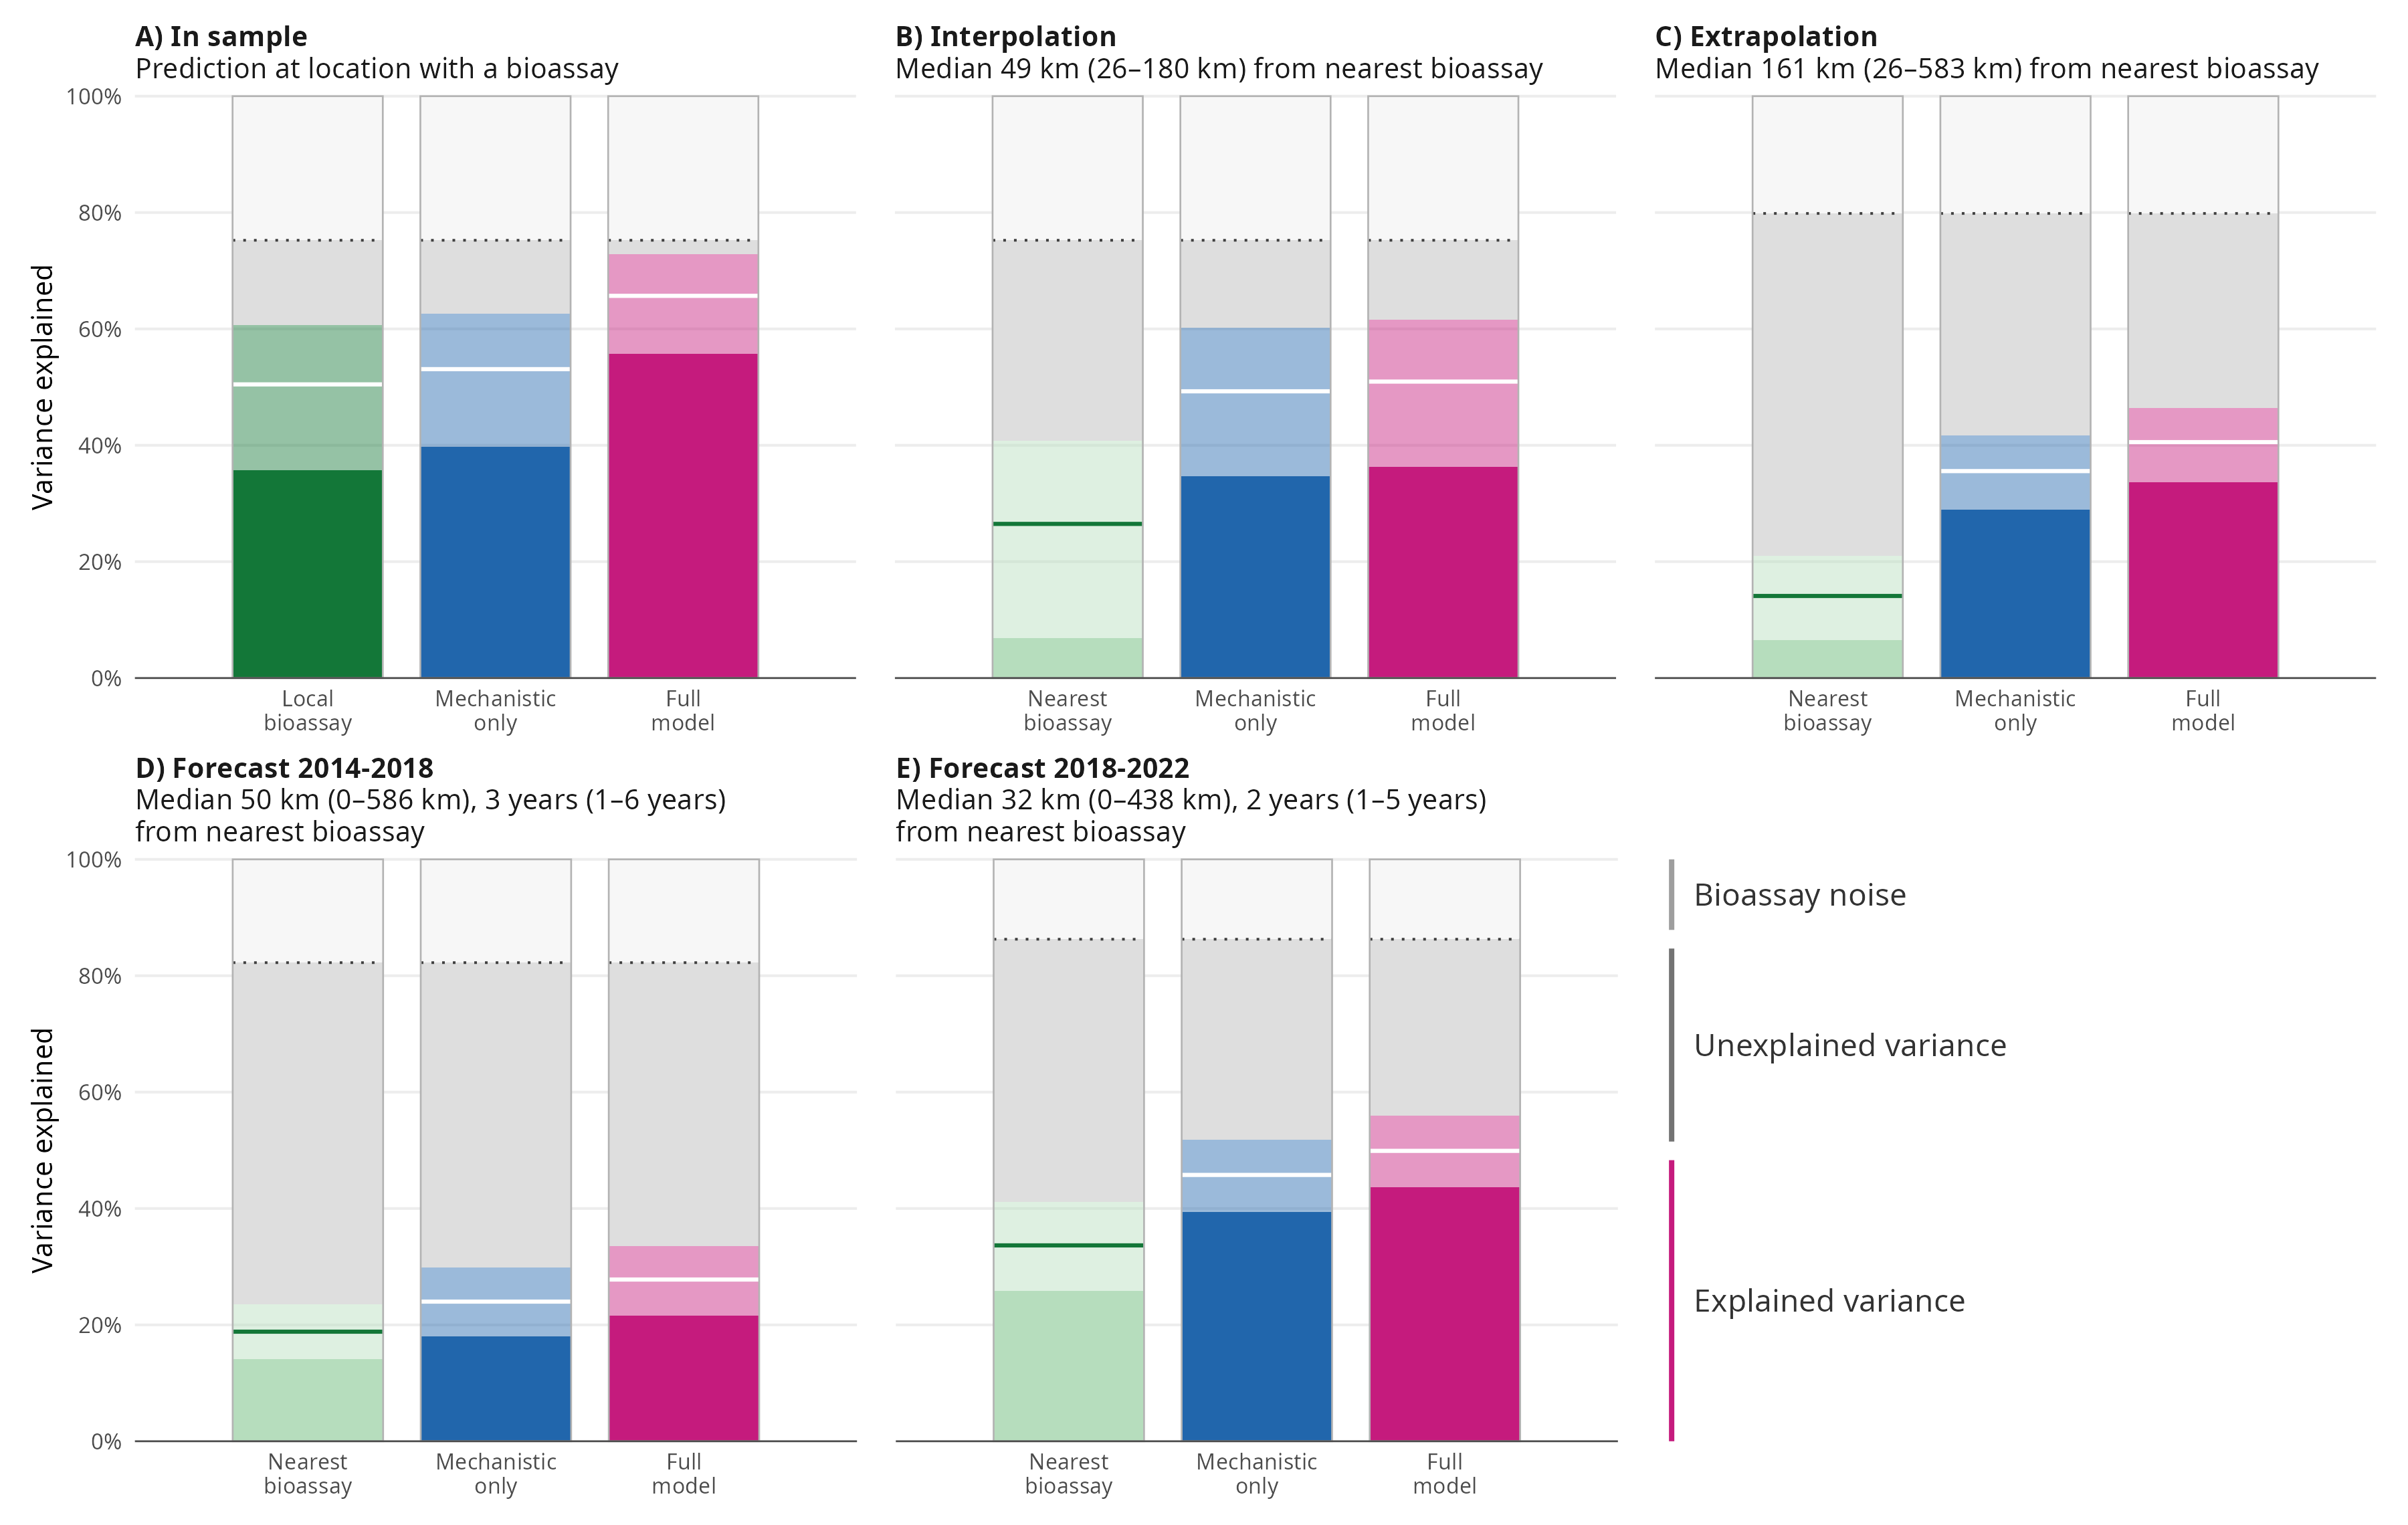 A) In sample
Prediction at location with a bioassay
B) Interpolation
Median 49 km (26–180 km) from nearest bioassay
C) Extrapolation
Median 161 km (26–583 km) from nearest bioassay
Variance explained
100%
80%
60%
40%
20%
0%
Local
bioassay
Mechanistic
only
Full
model
Nearest
bioassay
Mechanistic
only
Full
model
Nearest
bioassay
Mechanistic
only
Full
model
D) Forecast 2014-2018
Median 50 km (0–586 km), 3 years (1–6 years)
from nearest bioassay
E) Forecast 2018-2022
Median 32 km (0–438 km), 2 years (1–5 years)
from nearest bioassay
Variance explained
100%
80%
60%
40%
20%
0%
Nearest
bioassay
Mechanistic
only
Full
model
Nearest
bioassay
Mechanistic
only
Full
model
Bioassay noise
Unexplained variance
Explained variance